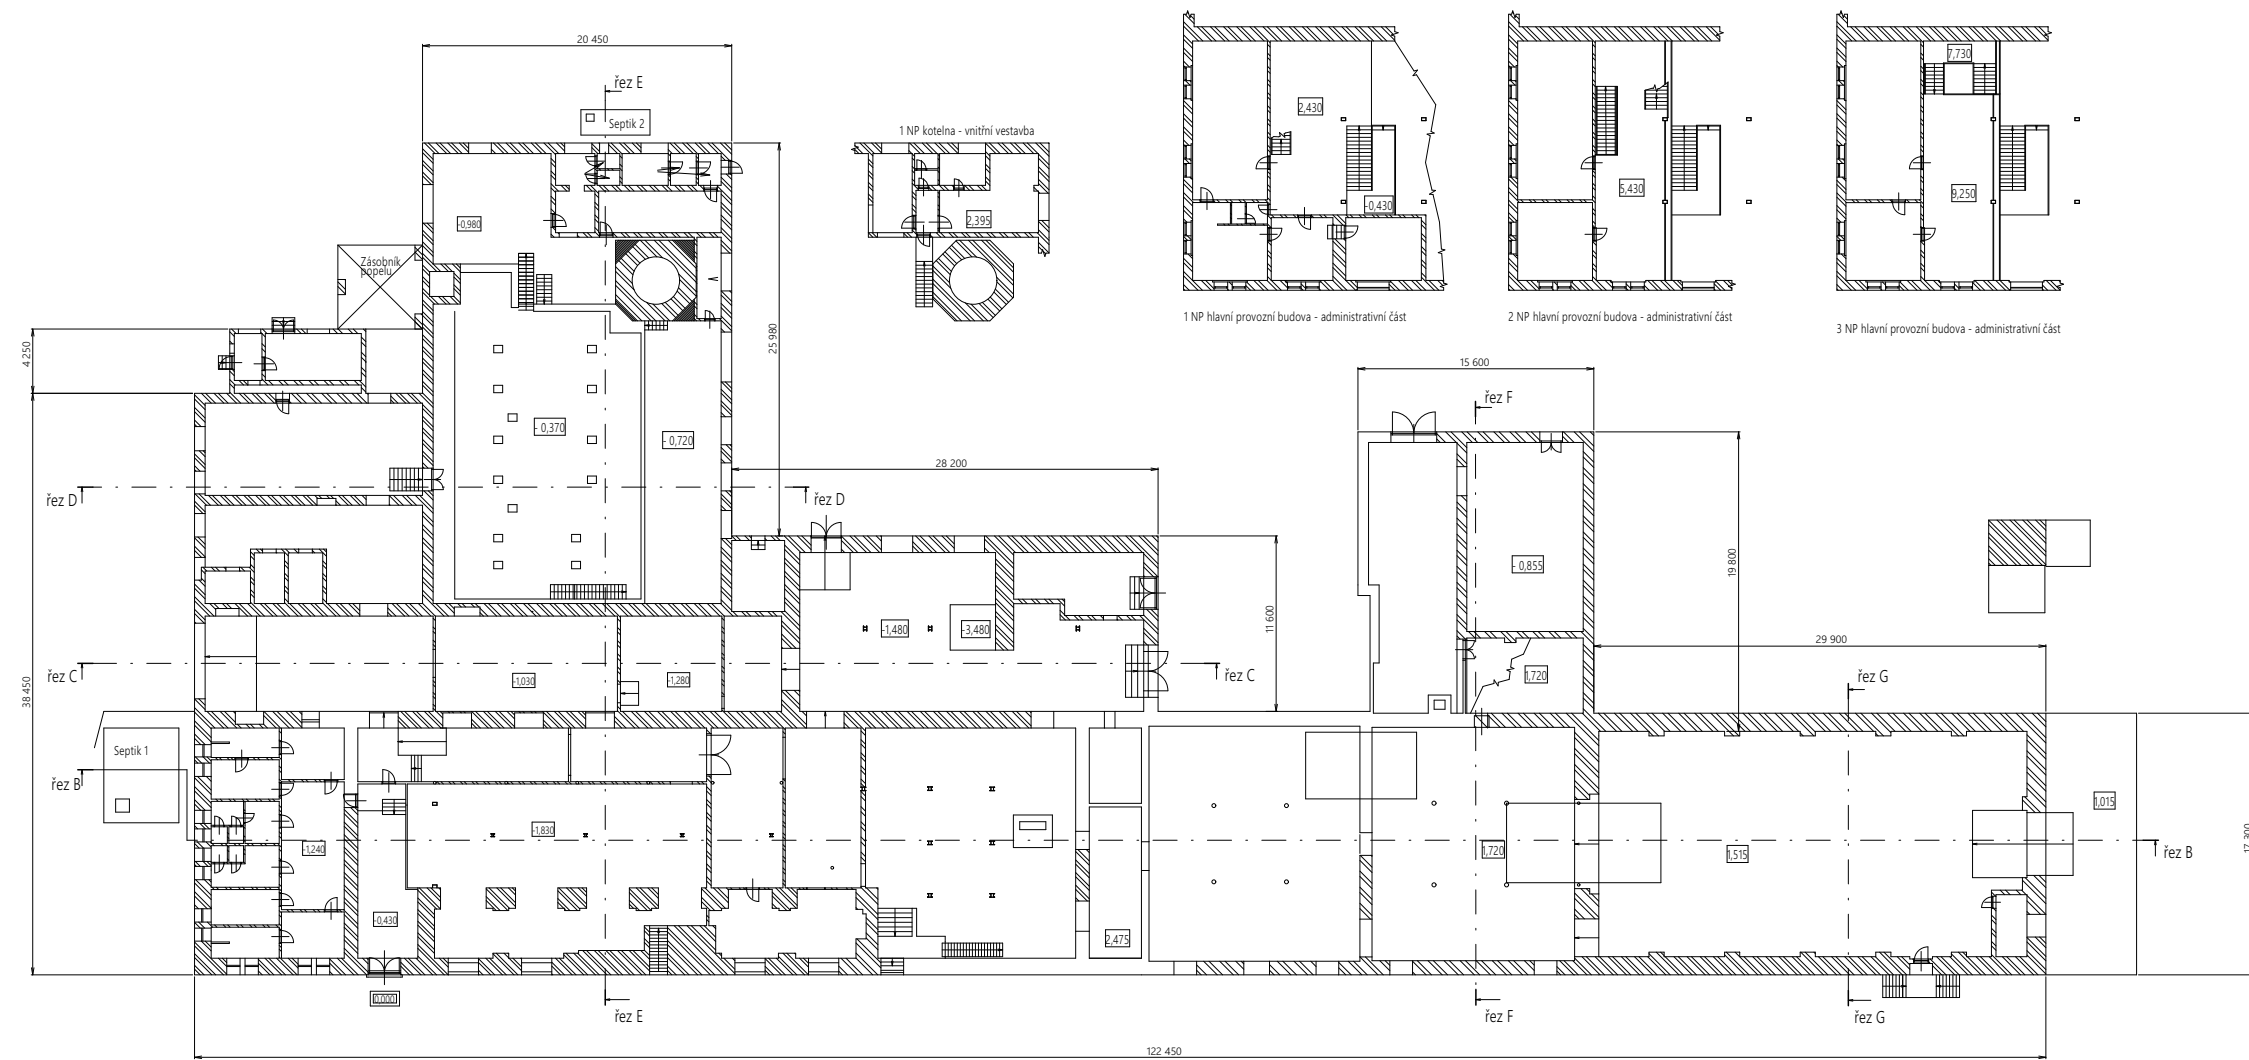 20 450
řez E
Septik 2
1 NP kotelna - vnitřní vestavba
2,430
-0,430
5,430
7,730
9,250
1 NP hlavní provozní budova - administrativní část
2 NP hlavní provozní budova - administrativní část
3 NP hlavní provozní budova - administrativní část
-0,980
2,395
Zásobník
popelu
4 250
25 980
15 600
řez F
- 0,370
- 0,720
28 200
řez D
řez D
- 0,855
19 800
11 600
-1,480
-3,480
29 900
38 450
řez C
-1,030
-1,280
řez C
1,720
řez G
Septik 1
řez B
1,015
-1,830
-1,240
1,720
1,515
řez B
17 300
-0,430
2,475
0,000
řez E
řez F
řez G
122 450